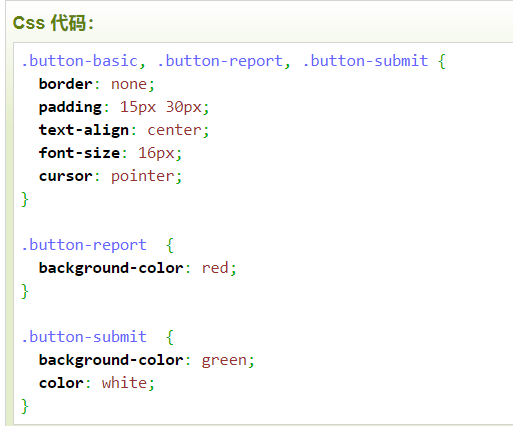 Css 代码：
.button-basic, .button-report, .button-submit {
  border: none;
  padding: 15px 30px;
  text-align: center;
  font-size: 16px;
  cursor: pointer;
}

.button-report  {
  background-color: red;
}

.button-submit  {
  background-color: green;
  color: white;
}